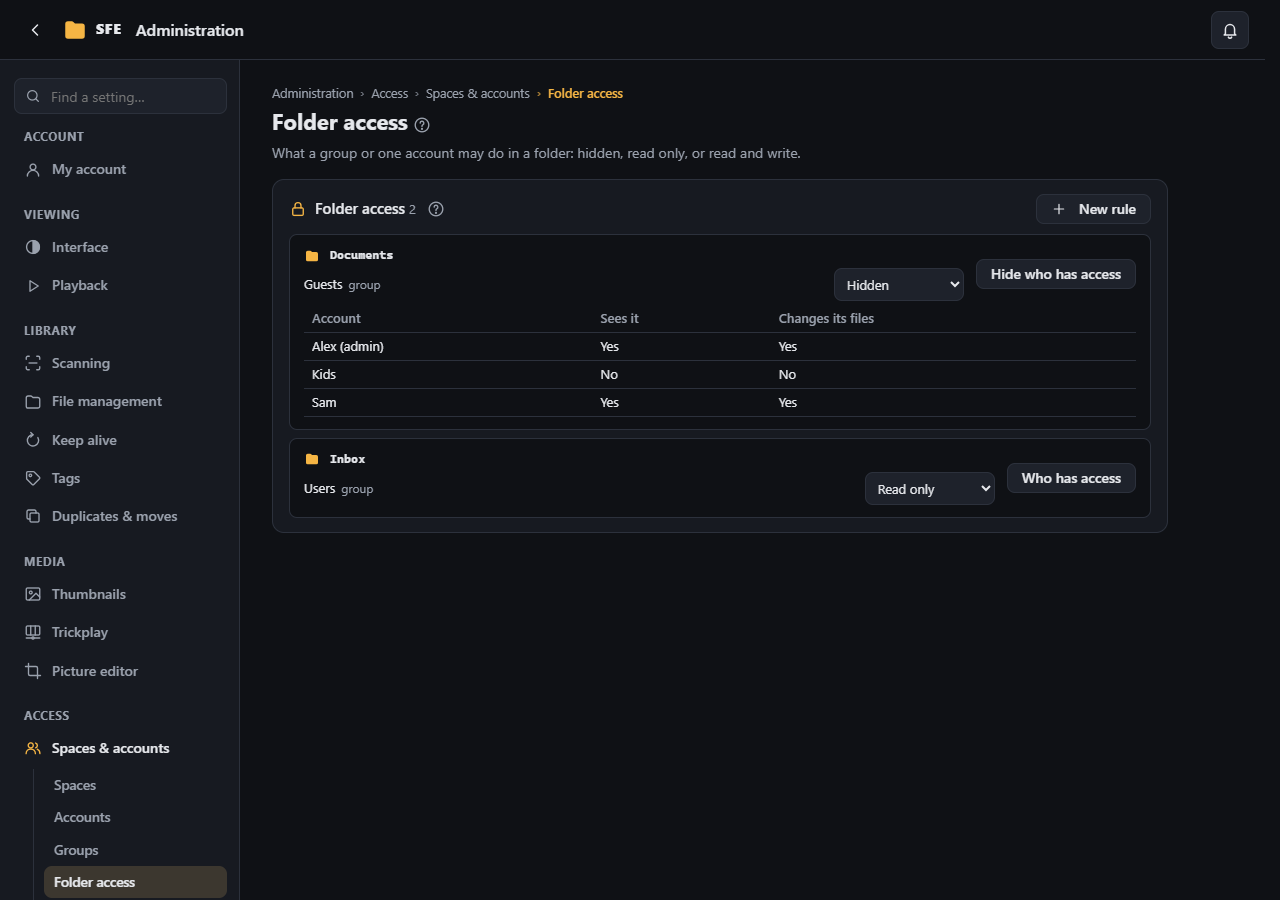 SFE Administration
Find a setting...
ACCOUNT
My account
VIEWING
Interface
Playback
LIBRARY
Scanning
File management
Keep alive
Tags
Duplicates & moves
MEDIA
Thumbnails
Trickplay
Picture editor
ACCESS
Spaces & accounts
Spaces
Accounts
Groups
Folder access
Administration › Access › Spaces & accounts › Folder access
Folder access ?
What a group or one account may do in a folder: hidden, read only, or read and write.
Folder access 2 ? + New rule
Documents
Guests group Hidden Hide who has access
Account Sees it Changes its files
Alex (admin) Yes Yes
Kids No No
Sam Yes Yes
Inbox
Users group Read only Who has access